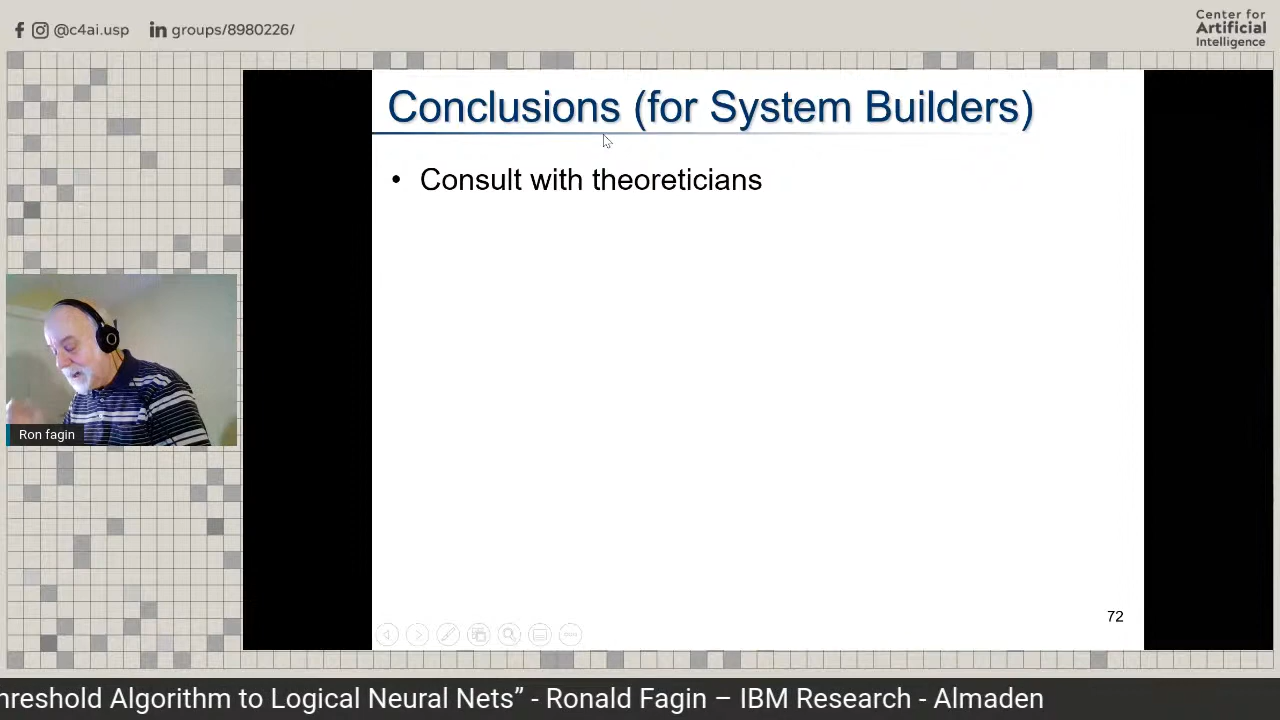 @c4ai.usp
groups/8980226/
Center for
Artificial
Intelligence
Conclusions (for System Builders)
• Consult with theoreticians
Ron fagin
72
hreshold Algorithm to Logical Neural Nets” - Ronald Fagin – IBM Research - Almaden